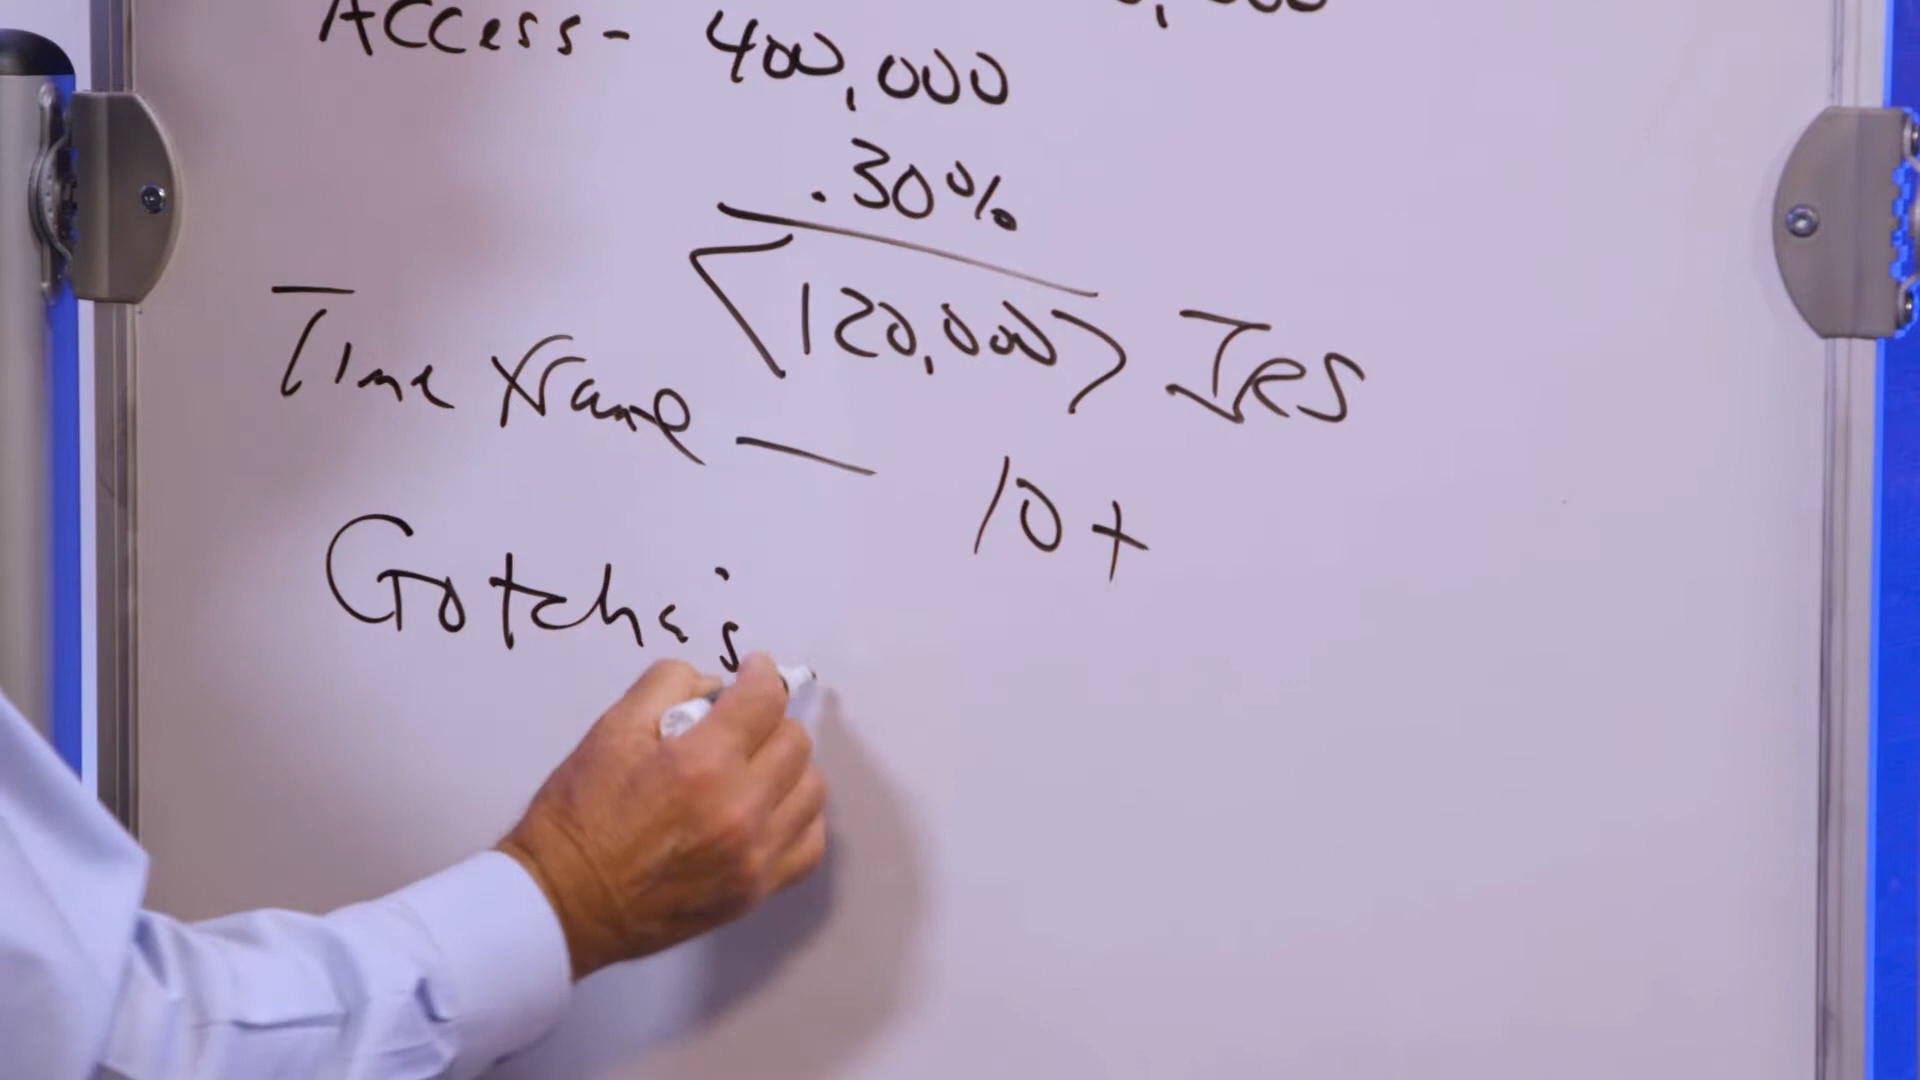 Access - 400,000
.30%
<120,000> IRS
Time Frame — 10+
Gotcha's